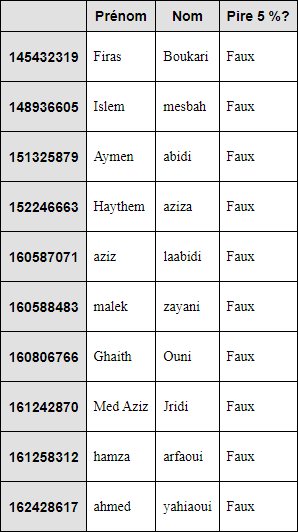 Prénom Nom Pire 5 %?
145432319 Firas Boukari Faux
148936605 Islem mesbah Faux
151325879 Aymen abidi Faux
152246663 Haythem aziza Faux
160587071 aziz laabidi Faux
160588483 malek zayani Faux
160806766 Ghaith Ouni Faux
161242870 Med Aziz Jridi Faux
161258312 hamza arfaoui Faux
162428617 ahmed yahiaoui Faux